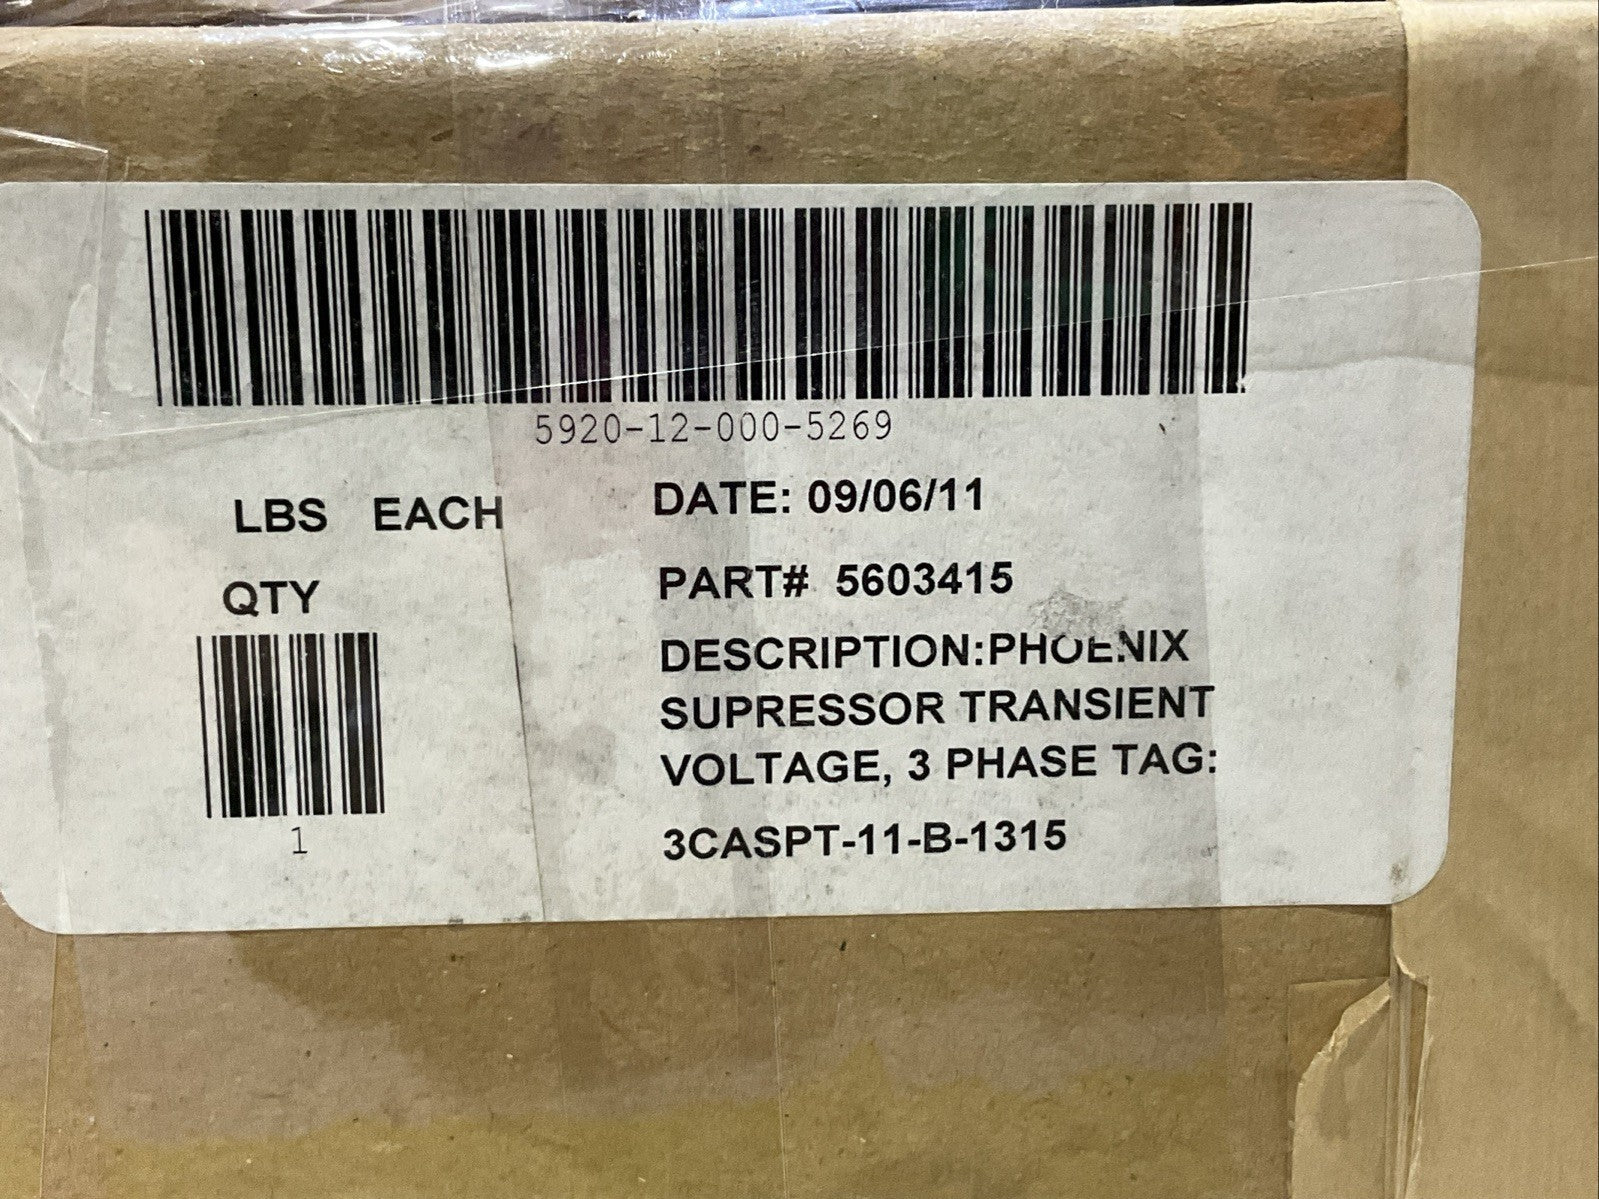 5920-12-000-5269
LBS EACH
DATE: 09/06/11
QTY
PART# 5603415
DESCRIPTION:PHOENIX
SUPRESSOR TRANSIENT
VOLTAGE, 3 PHASE TAG:
1
3CASPT-11-B-1315